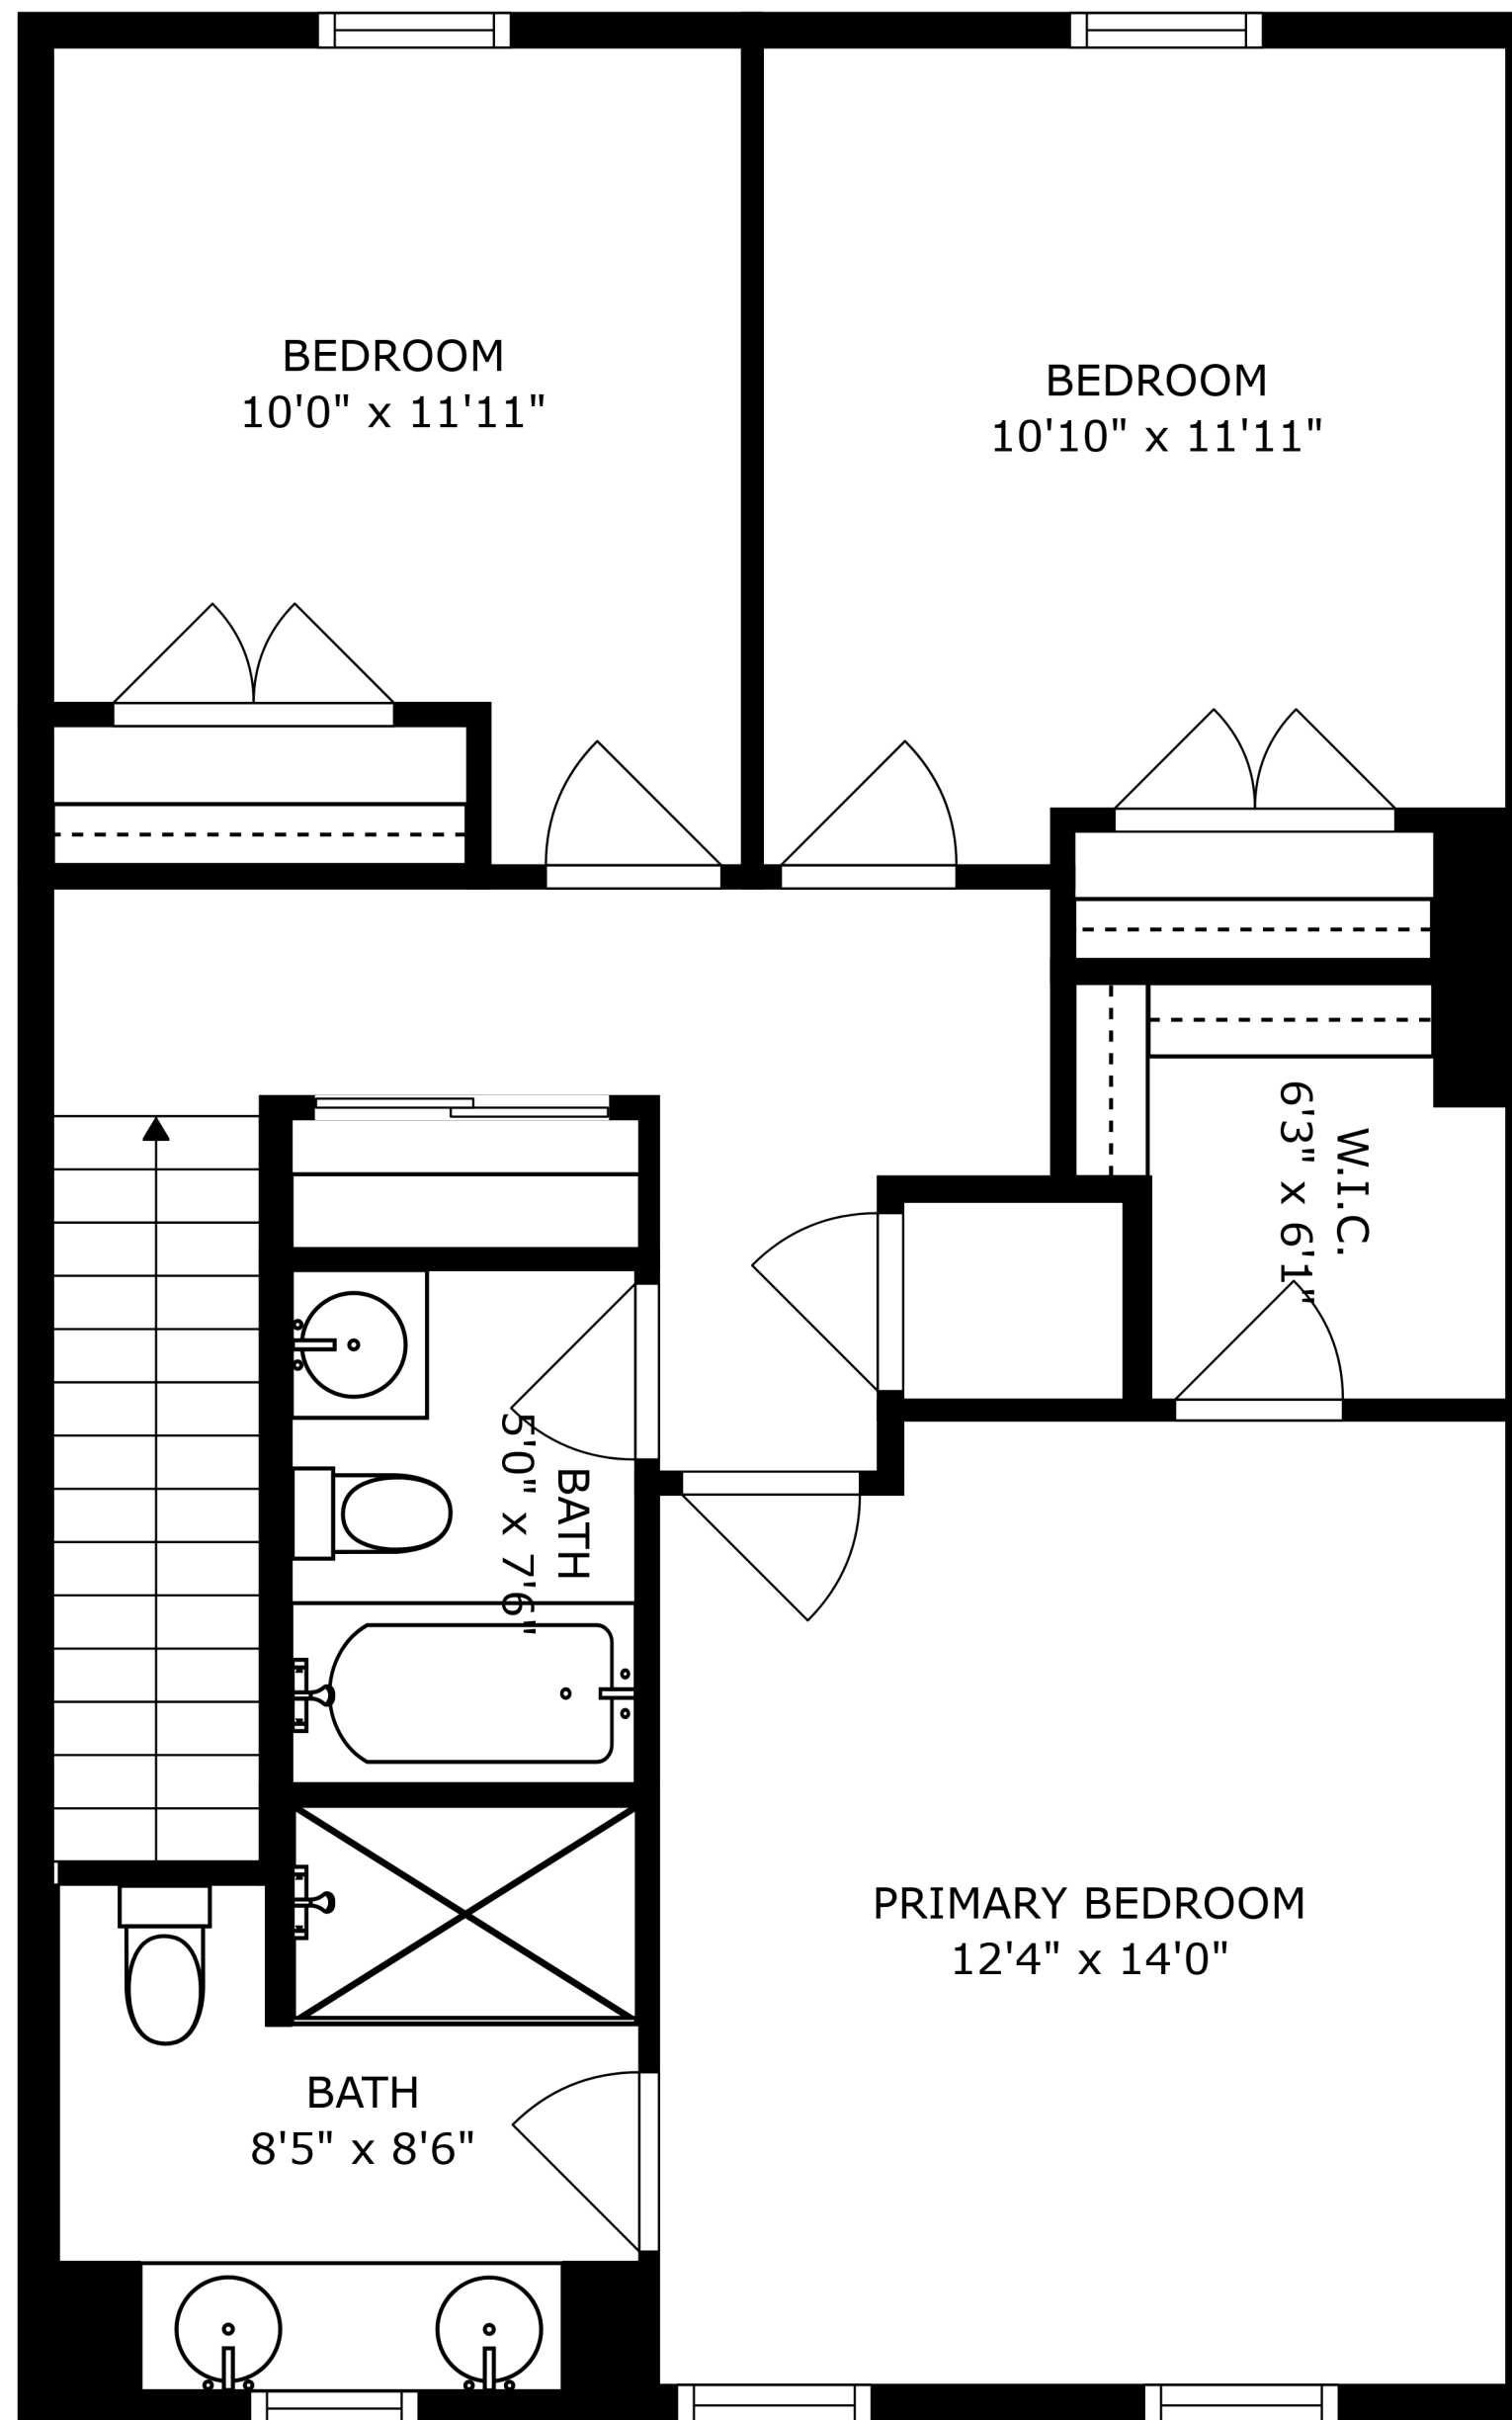 BEDROOM
10'0" x 11'11"
BEDROOM
10'10" x 11'11"
W.I.C.
6'3" x 6'1"
BATH
5'0" x 7'6"
PRIMARY BEDROOM
12'4" x 14'0"
BATH
8'5" x 8'6"